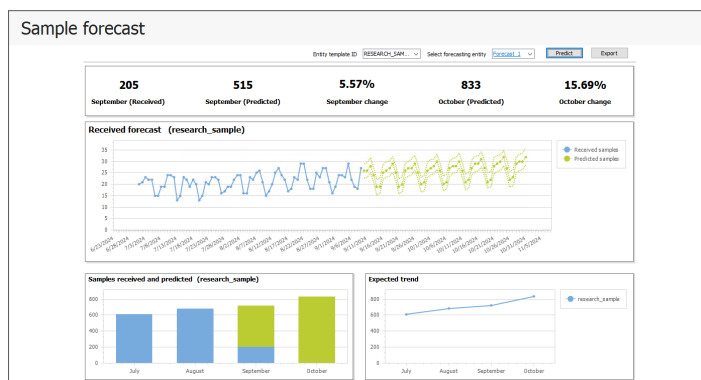 Sample forecast
Entity template ID RESEARCH_SAM... Select forecasting entity Forecast_1 Predict Export
205 515 5.57% 833 15.69%
September (Received) September (Predicted) September change October (Predicted) October change
Received forecast (research_sample)
35
30
25
20
15
10
5
0
Received samples
Predicted samples
6/23/2024 6/28/2024 7/3/2024 7/8/2024 7/13/2024 7/18/2024 7/23/2024 7/28/2024 8/2/2024 8/7/2024 8/12/2024 8/17/2024 8/22/2024 8/27/2024 9/1/2024 9/6/2024 9/11/2024 9/16/2024 9/21/2024 9/26/2024 10/1/2024 10/6/2024 10/11/2024 10/16/2024 10/21/2024 10/26/2024 10/31/2024 11/5/2024
Samples received and predicted (research_sample)
800
600
400
200
0
July August September October
Expected trend
800
600
400
200
0
July August September October
research_sample